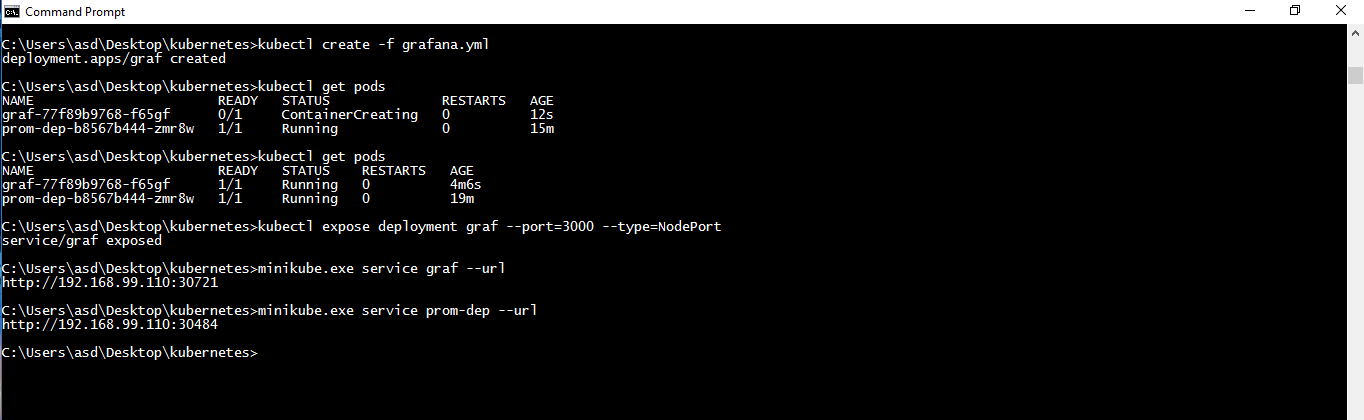 Command Prompt
C:\Users\asd\Desktop\kubernetes>kubectl create -f grafana.yml
deployment.apps/graf created
C:\Users\asd\Desktop\kubernetes>kubectl get pods
NAME                       READY   STATUS              RESTARTS   AGE
graf-77f89b9768-f65gf      0/1     ContainerCreating   0          12s
prom-dep-b8567b444-zmr8w   1/1     Running             0          15m
C:\Users\asd\Desktop\kubernetes>kubectl get pods
NAME                       READY   STATUS    RESTARTS   AGE
graf-77f89b9768-f65gf      1/1     Running   0          4m6s
prom-dep-b8567b444-zmr8w   1/1     Running   0          19m
C:\Users\asd\Desktop\kubernetes>kubectl expose deployment graf --port=3000 --type=NodePort
service/graf exposed
C:\Users\asd\Desktop\kubernetes>minikube.exe service graf --url
http://192.168.99.110:30721
C:\Users\asd\Desktop\kubernetes>minikube.exe service prom-dep --url
http://192.168.99.110:30484
C:\Users\asd\Desktop\kubernetes>